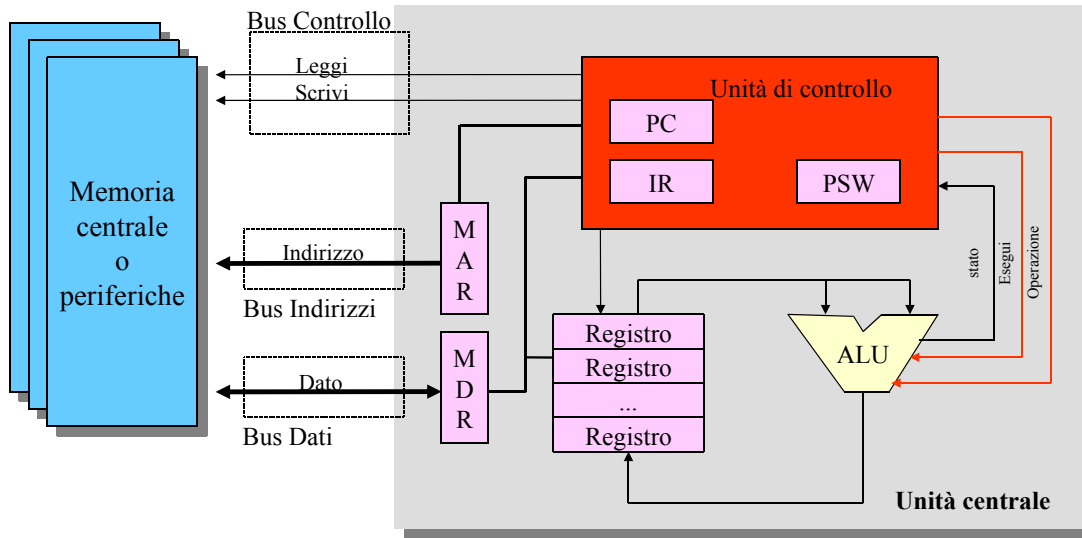 Bus Controllo
Leggi
Scrivi
Unità di controllo
PC
IR
PSW
Memoria
centrale
o
periferiche
M
A
R
Indirizzo
Bus Indirizzi
stato
Esegui
Operazione
Registro
Registro
...
Registro
ALU
M
D
R
Dato
Bus Dati
Unità centrale